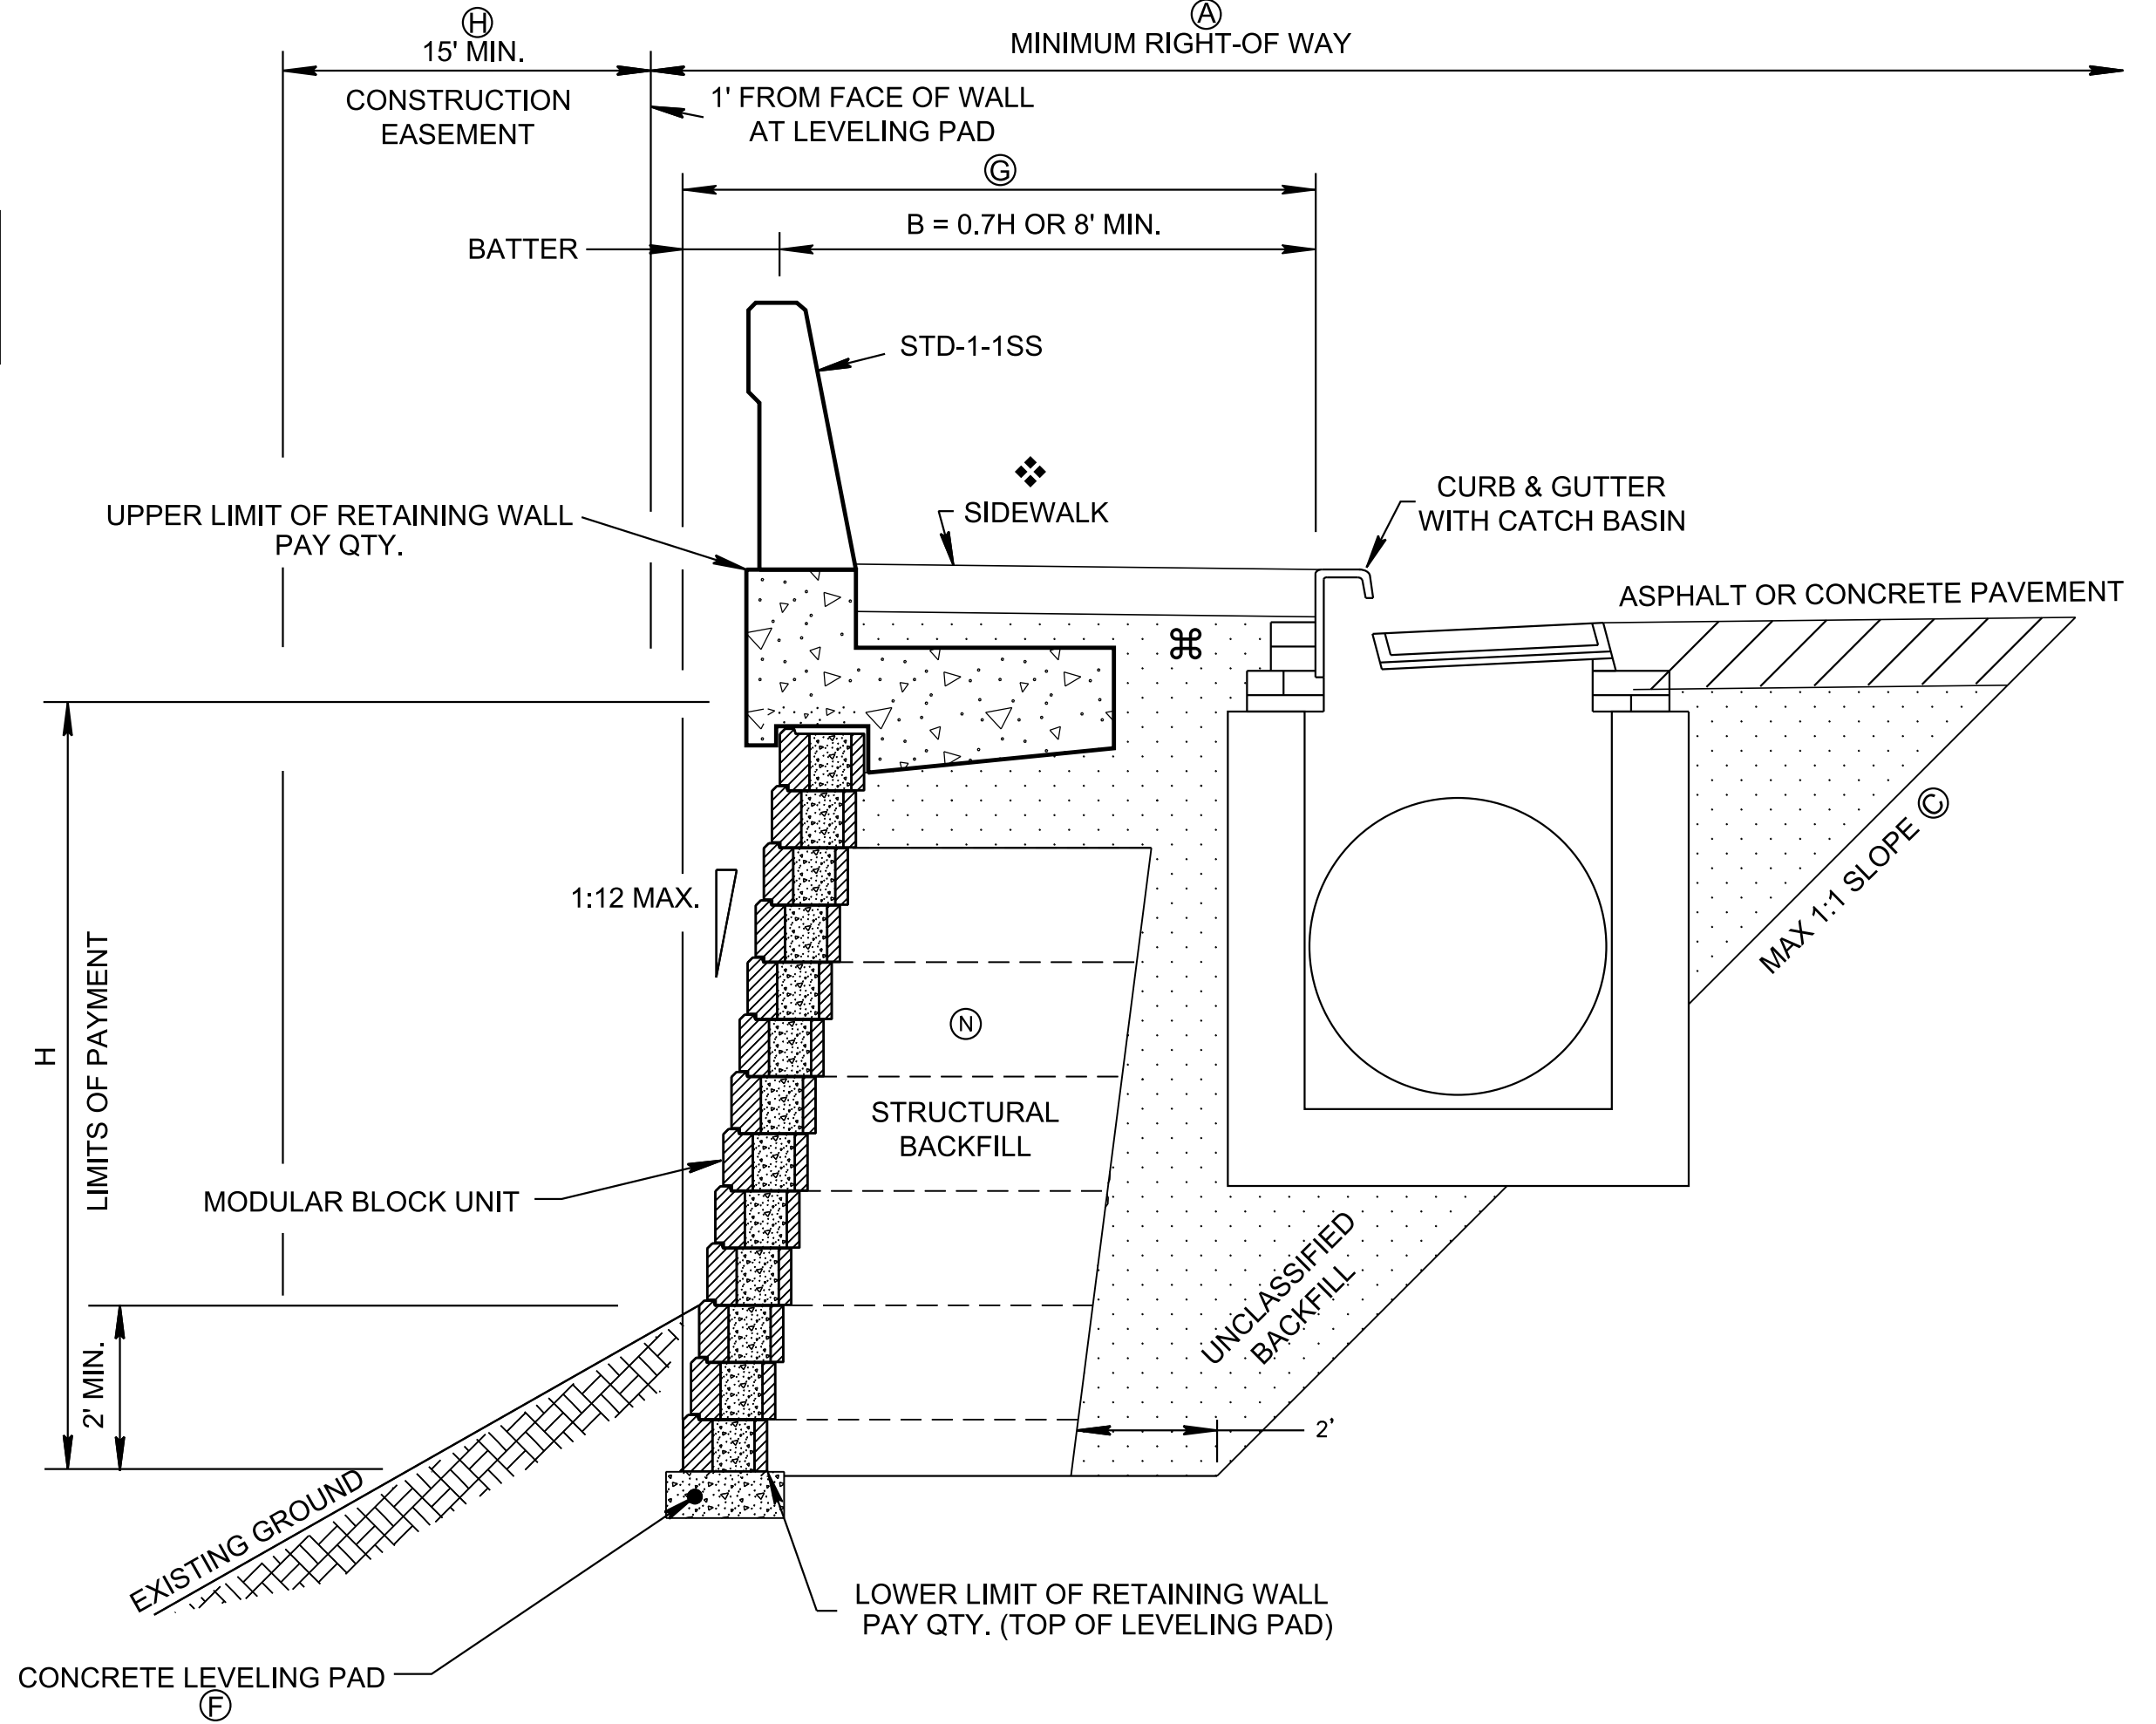 Ⓗ
15' MIN.
CONSTRUCTION
EASEMENT
Ⓐ
MINIMUM RIGHT-OF WAY
1' FROM FACE OF WALL
AT LEVELING PAD
Ⓖ
B = 0.7H OR 8' MIN.
BATTER
STD-1-1SS
SIDEWALK
CURB & GUTTER
WITH CATCH BASIN
UPPER LIMIT OF RETAINING WALL
PAY QTY.
ASPHALT OR CONCRETE PAVEMENT
⌘
1:12 MAX.
MAX 1:1 SLOPE Ⓒ
H
LIMITS OF PAYMENT
Ⓝ
STRUCTURAL
BACKFILL
MODULAR BLOCK UNIT
UNCLASSIFIED
BACKFILL
2' MIN.
2'
EXISTING GROUND
LOWER LIMIT OF RETAINING WALL
PAY QTY. (TOP OF LEVELING PAD)
CONCRETE LEVELING PAD
Ⓕ